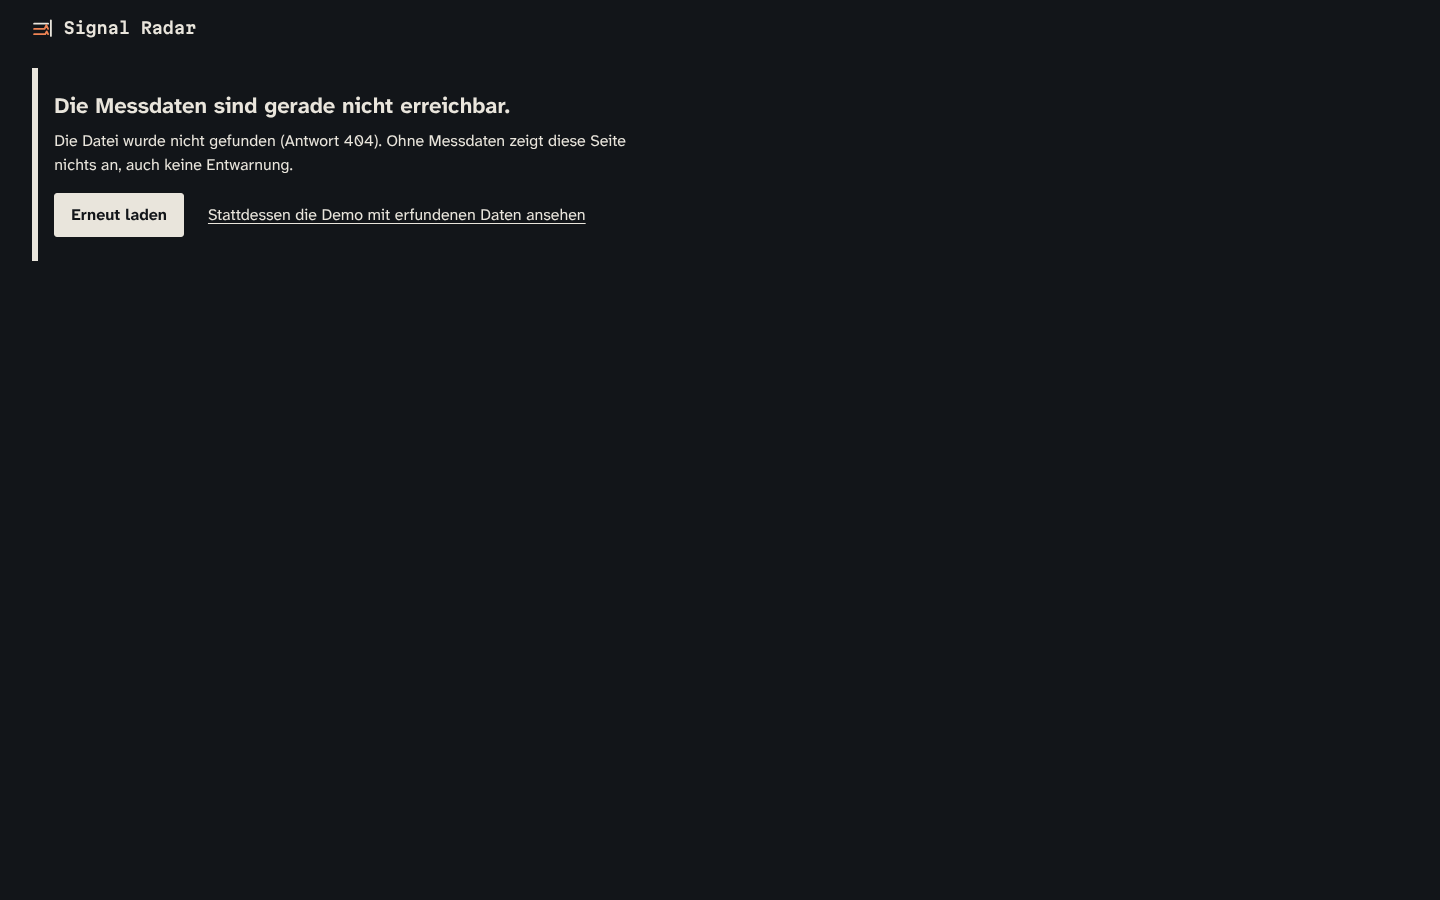 Signal Radar
Die Messdaten sind gerade nicht erreichbar.
Die Datei wurde nicht gefunden (Antwort 404). Ohne Messdaten zeigt diese Seite
nichts an, auch keine Entwarnung.
Erneut laden
Stattdessen die Demo mit erfundenen Daten ansehen